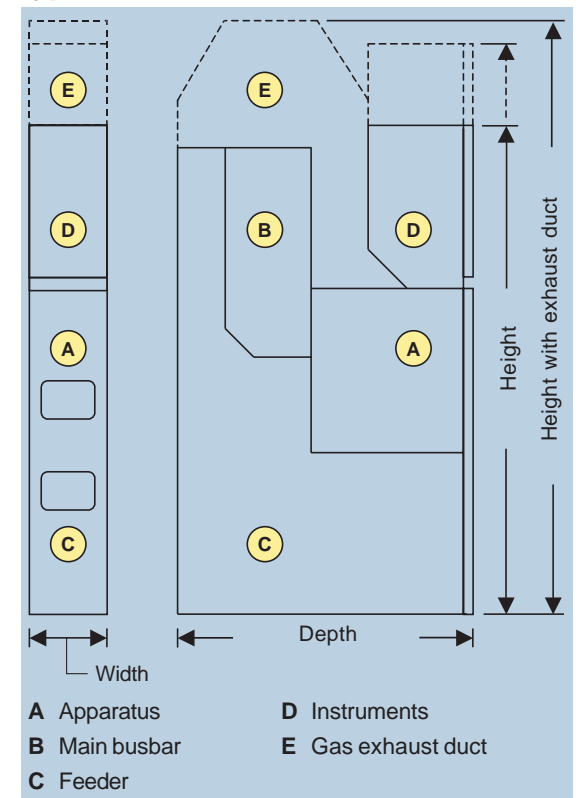 E
E
D
B
D
A
A
C
C
Height
Height with exhaust duct
Depth
Width
A Apparatus
B Main busbar
C Feeder
D Instruments
E Gas exhaust duct